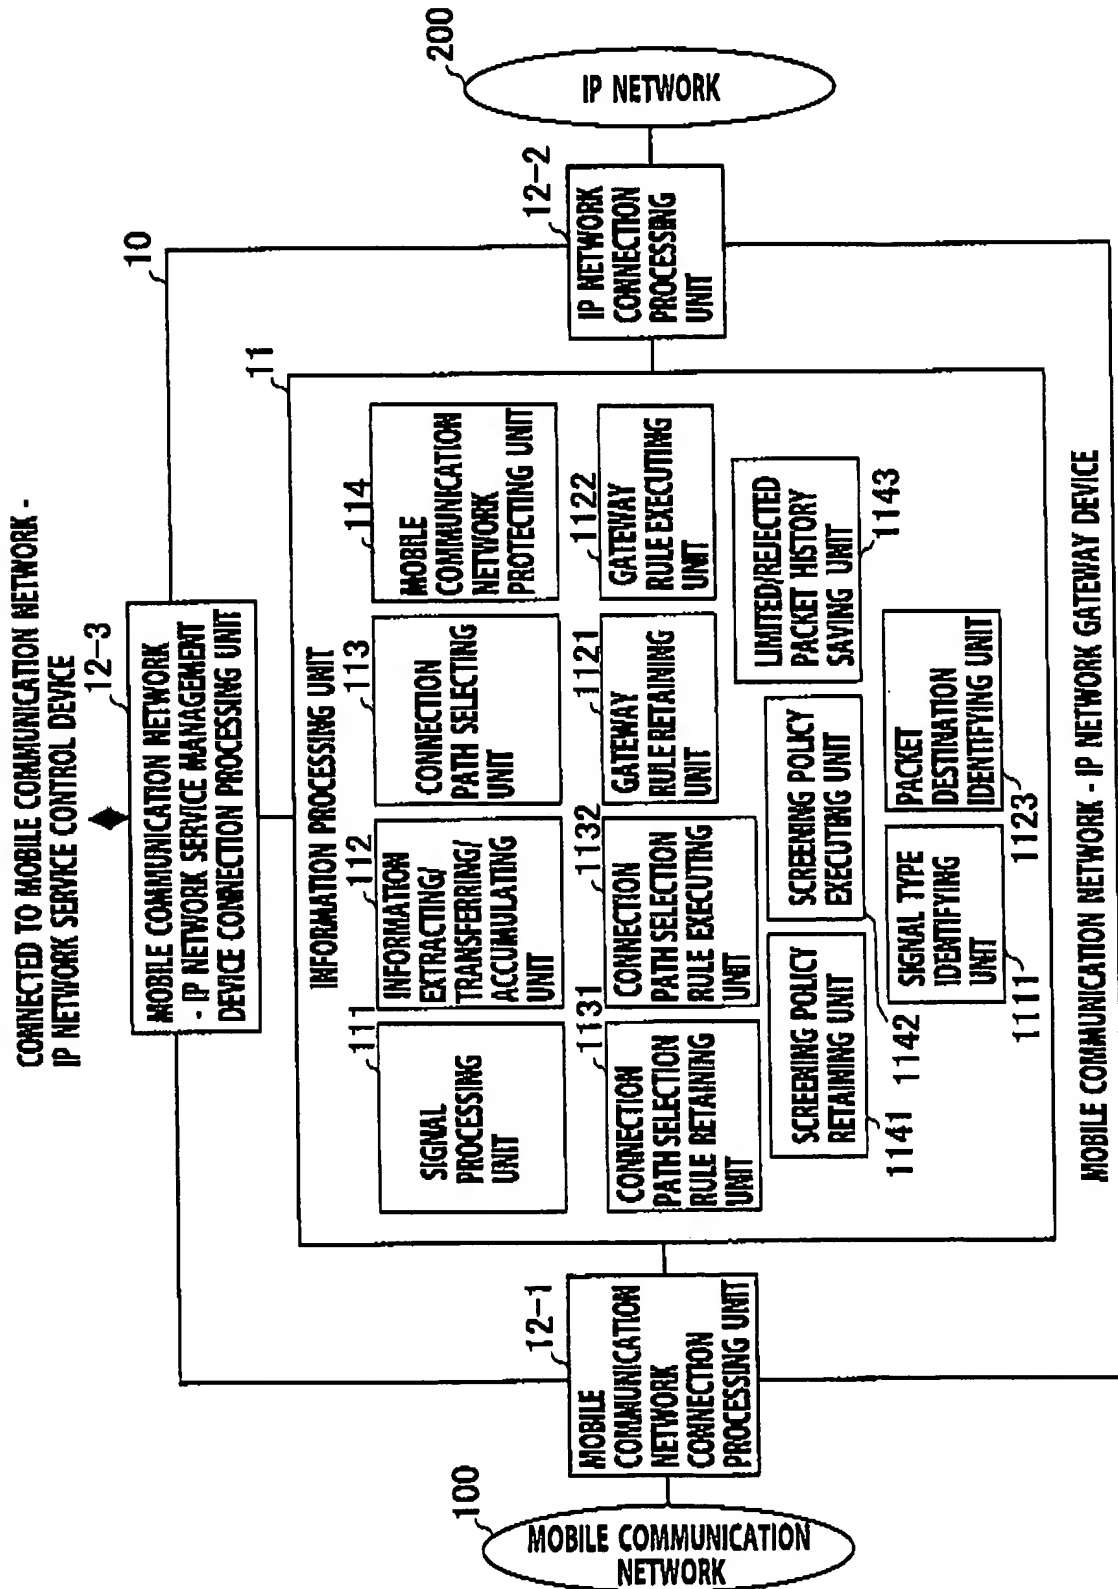 CONNECTED TO MOBILE COMMUNICATION NETWORK -
IP NETWORK SERVICE CONTROL DEVICE
12-3
MOBILE COMMUNICATION NETWORK
- IP NETWORK SERVICE MANAGEMENT
DEVICE CONNECTION PROCESSING UNIT
10
11
INFORMATION PROCESSING UNIT
111
SIGNAL
PROCESSING
UNIT
112
INFORMATION
EXTRACTING/
TRANSFERRING/
ACCUMULATING
UNIT
113
CONNECTION
PATH SELECTING
UNIT
114
MOBILE
COMMUNICATION
NETWORK
PROTECTING UNIT
1131
CONNECTION
PATH SELECTION
RULE RETAINING
UNIT
1132
CONNECTION
PATH SELECTION
RULE EXECUTING
UNIT
1121
GATEWAY
RULE RETAINING
UNIT
1122
GATEWAY
RULE EXECUTING
UNIT
SCREENING POLICY
RETAINING UNIT
1141
SCREENING POLICY
EXECUTING UNIT
1142
LIMITED/REJECTED
PACKET HISTORY
SAVING UNIT
1143
SIGNAL TYPE
IDENTIFYING
UNIT
1111
PACKET
DESTINATION
IDENTIFYING UNIT
1123
100
MOBILE COMMUNICATION
NETWORK
12-1
MOBILE
COMMUNICATION
NETWORK
CONNECTION
PROCESSING UNIT
12-2
IP NETWORK
CONNECTION
PROCESSING
UNIT
200
IP NETWORK
MOBILE COMMUNICATION NETWORK - IP NETWORK GATEWAY DEVICE